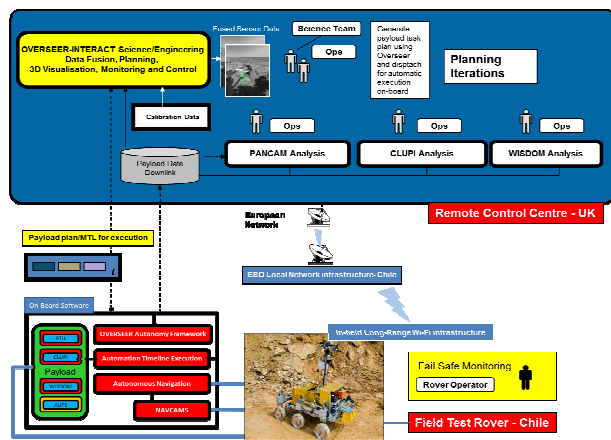 OVERSEER-INTERACT Science/Engineering
Data Fusion, Planning,
3D Visualisation, Monitoring and Control
Fused Sensor Data
Science Team
Ops
Generate
payload task
plan using
Overseer
and disptach
for automatic
execution
on-board
Planning
Iterations
Calibration Data
Ops
Ops
Ops
Payload Data
Downlink
PANCAM Analysis
CLUPI Analysis
WISDOM Analysis
European
Network
Remote Control Centre - UK
Payload plan/MTL for execution
EBO Local Network infrastructure- Chile
On-Board Software
In-field Long-Range Wi-Fi infrastructure
OVERSEER Autonomy Framework
CLUPI
Automation Timeline Execution
Payload
WISDOM
Autonomous Navigation
NAVCAMS
Fail Safe Monitoring
Rover Operator
Field Test Rover - Chile